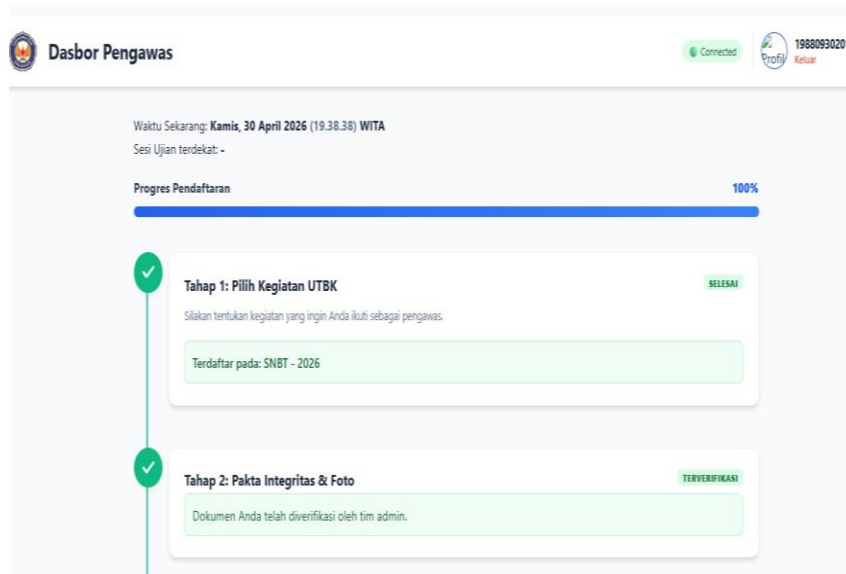 Dasbor Pengawas
Connected
Profil
1988093020
Keluar
Waktu Sekarang: Kamis, 30 April 2026 (19.38.38) WITA
Sesi Ujian terdekat: -
Progres Pendaftaran
100%
Tahap 1: Pilih Kegiatan UTBK
SELESAI
Silakan tentukan kegiatan yang ingin Anda ikuti sebagai pengawas.
Terdaftar pada: SNBT - 2026
Tahap 2: Pakta Integritas & Foto
TERVERIFIKASI
Dokumen Anda telah diverifikasi oleh tim admin.